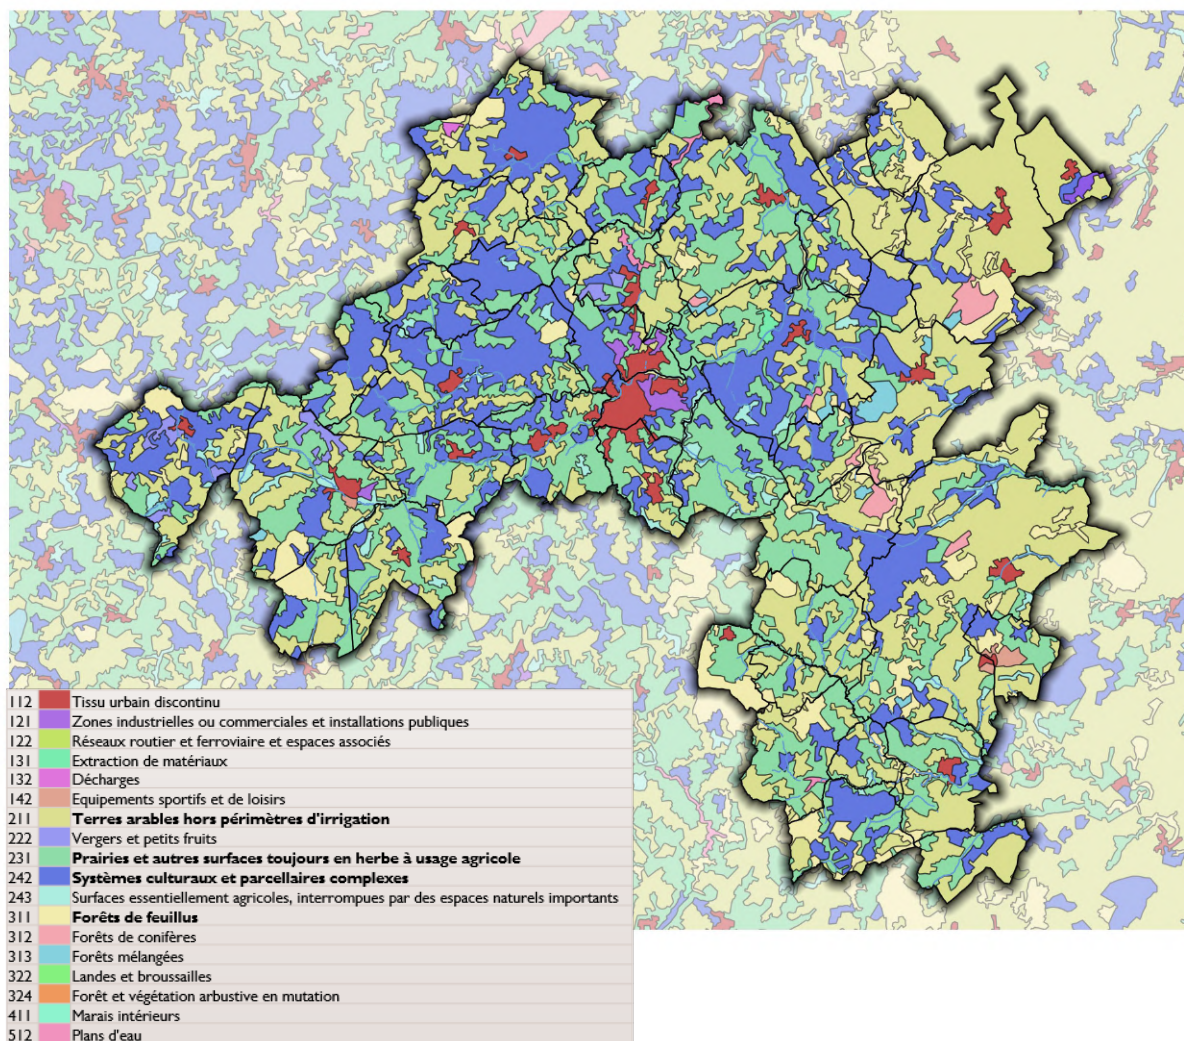 112 Tissu urbain discontinu
121 Zones industrielles ou commerciales et installations publiques
122 Réseaux routier et ferroviaire et espaces associés
131 Extraction de matériaux
132 Décharges
142 Equipements sportifs et de loisirs
211 Terres arables hors périmètres d'irrigation
222 Vergers et petits fruits
231 Prairies et autres surfaces toujours en herbe à usage agricole
242 Systèmes culturaux et parcellaires complexes
243 Surfaces essentiellement agricoles, interrompues par des espaces naturels importants
311 Forêts de feuillus
312 Forêts de conifères
313 Forêts mélangées
322 Landes et broussailles
324 Forêt et végétation arbustive en mutation
411 Marais intérieurs
512 Plans d'eau